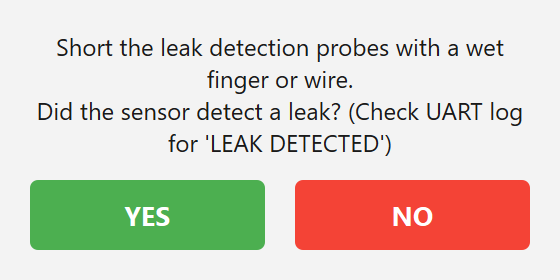 Short the leak detection probes with a wet
finger or wire.
Did the sensor detect a leak? (Check UART log
for 'LEAK DETECTED')
YES
NO